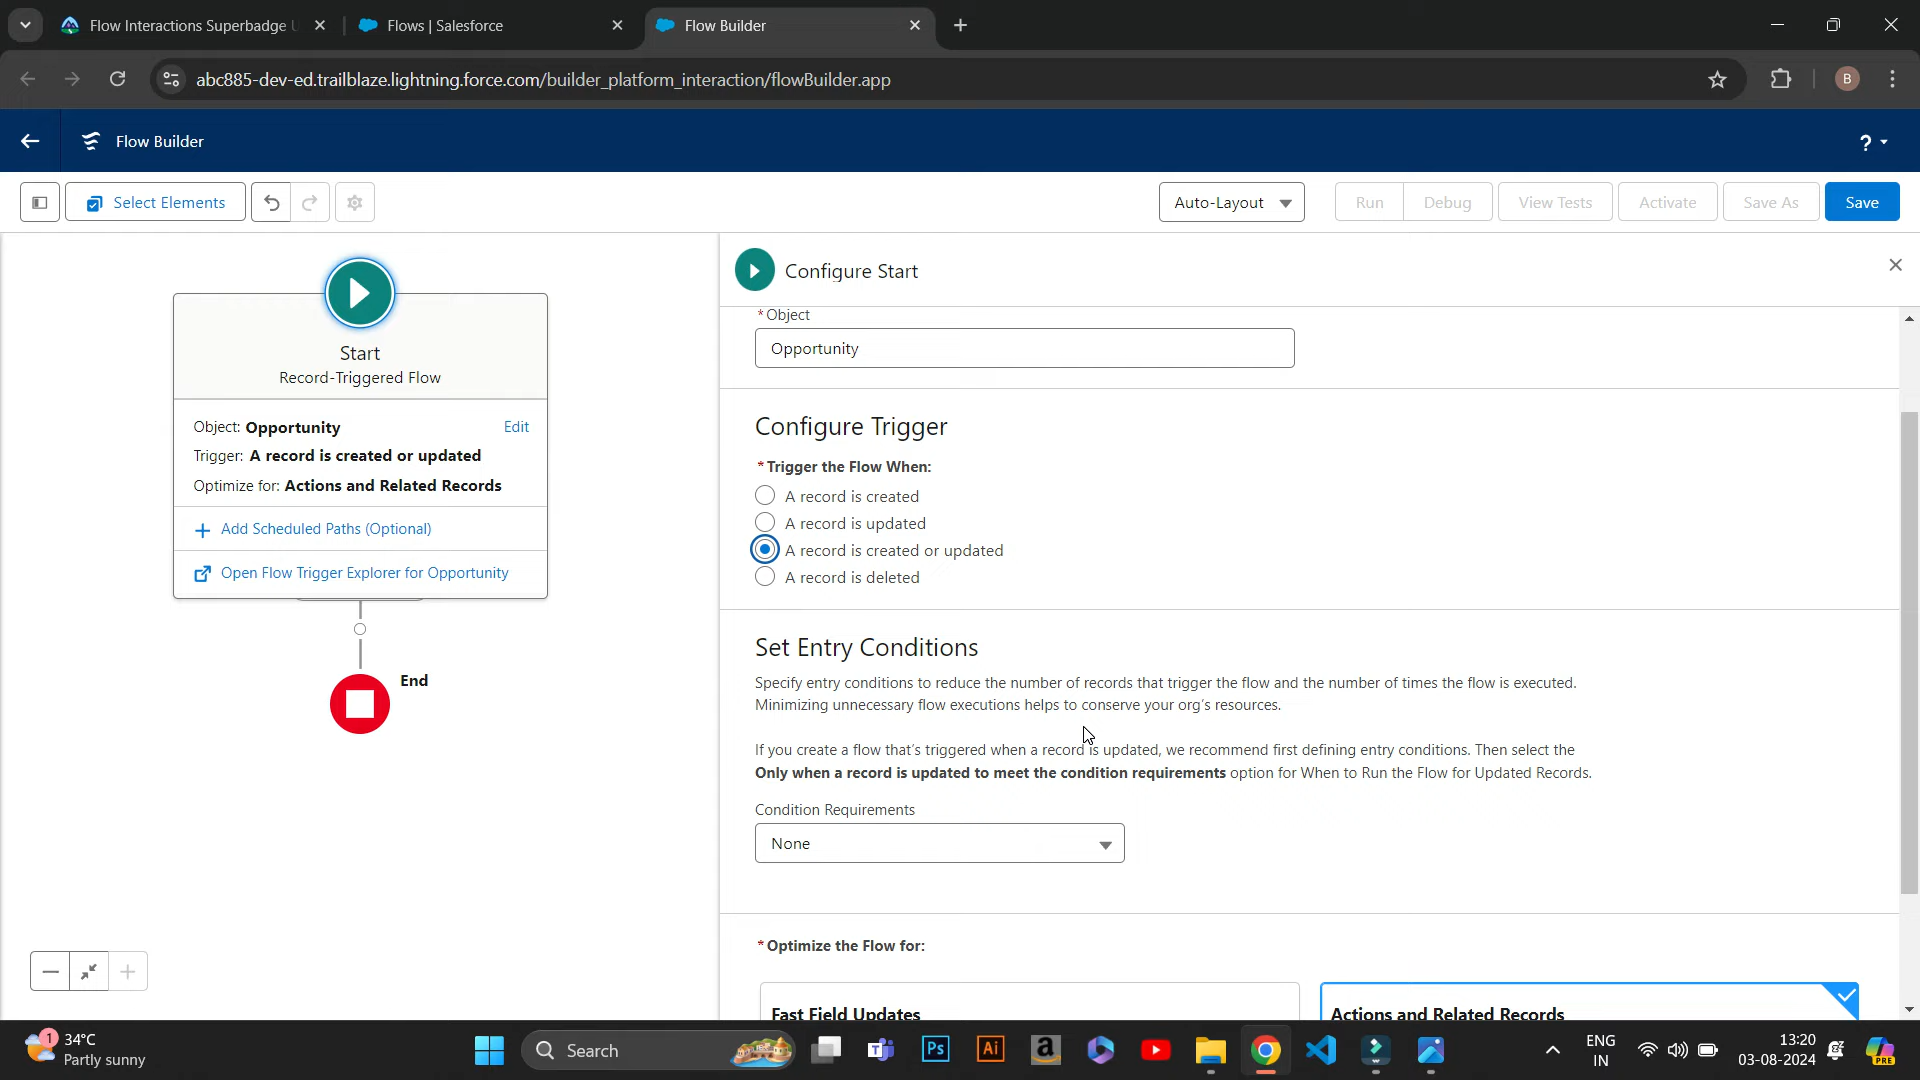 Flow Interactions Superbadge U
Flows | Salesforce
Flow Builder
abc885-dev-ed.trailblaze.lightning.force.com/builder_platform_interaction/flowBuilder.app
B
Flow Builder
?
Select Elements
Auto-Layout
Run
Debug
View Tests
Activate
Save As
Save
Start
Record-Triggered Flow
Object: Opportunity
Edit
Trigger: A record is created or updated
Optimize for: Actions and Related Records
Add Scheduled Paths (Optional)
Open Flow Trigger Explorer for Opportunity
End
Configure Start
* Object
Opportunity
Configure Trigger
* Trigger the Flow When:
A record is created
A record is updated
A record is created or updated
A record is deleted
Set Entry Conditions
Specify entry conditions to reduce the number of records that trigger the flow and the number of times the flow is executed.
Minimizing unnecessary flow executions helps to conserve your org's resources.
If you create a flow that's triggered when a record is updated, we recommend first defining entry conditions. Then select the
Only when a record is updated to meet the condition requirements option for When to Run the Flow for Updated Records.
Condition Requirements
None
* Optimize the Flow for:
Fast Field Updates
Actions and Related Records
1
34°C
Partly sunny
Search
Ps
Ai
a
ENG
IN
13:20
03-08-2024
PRE